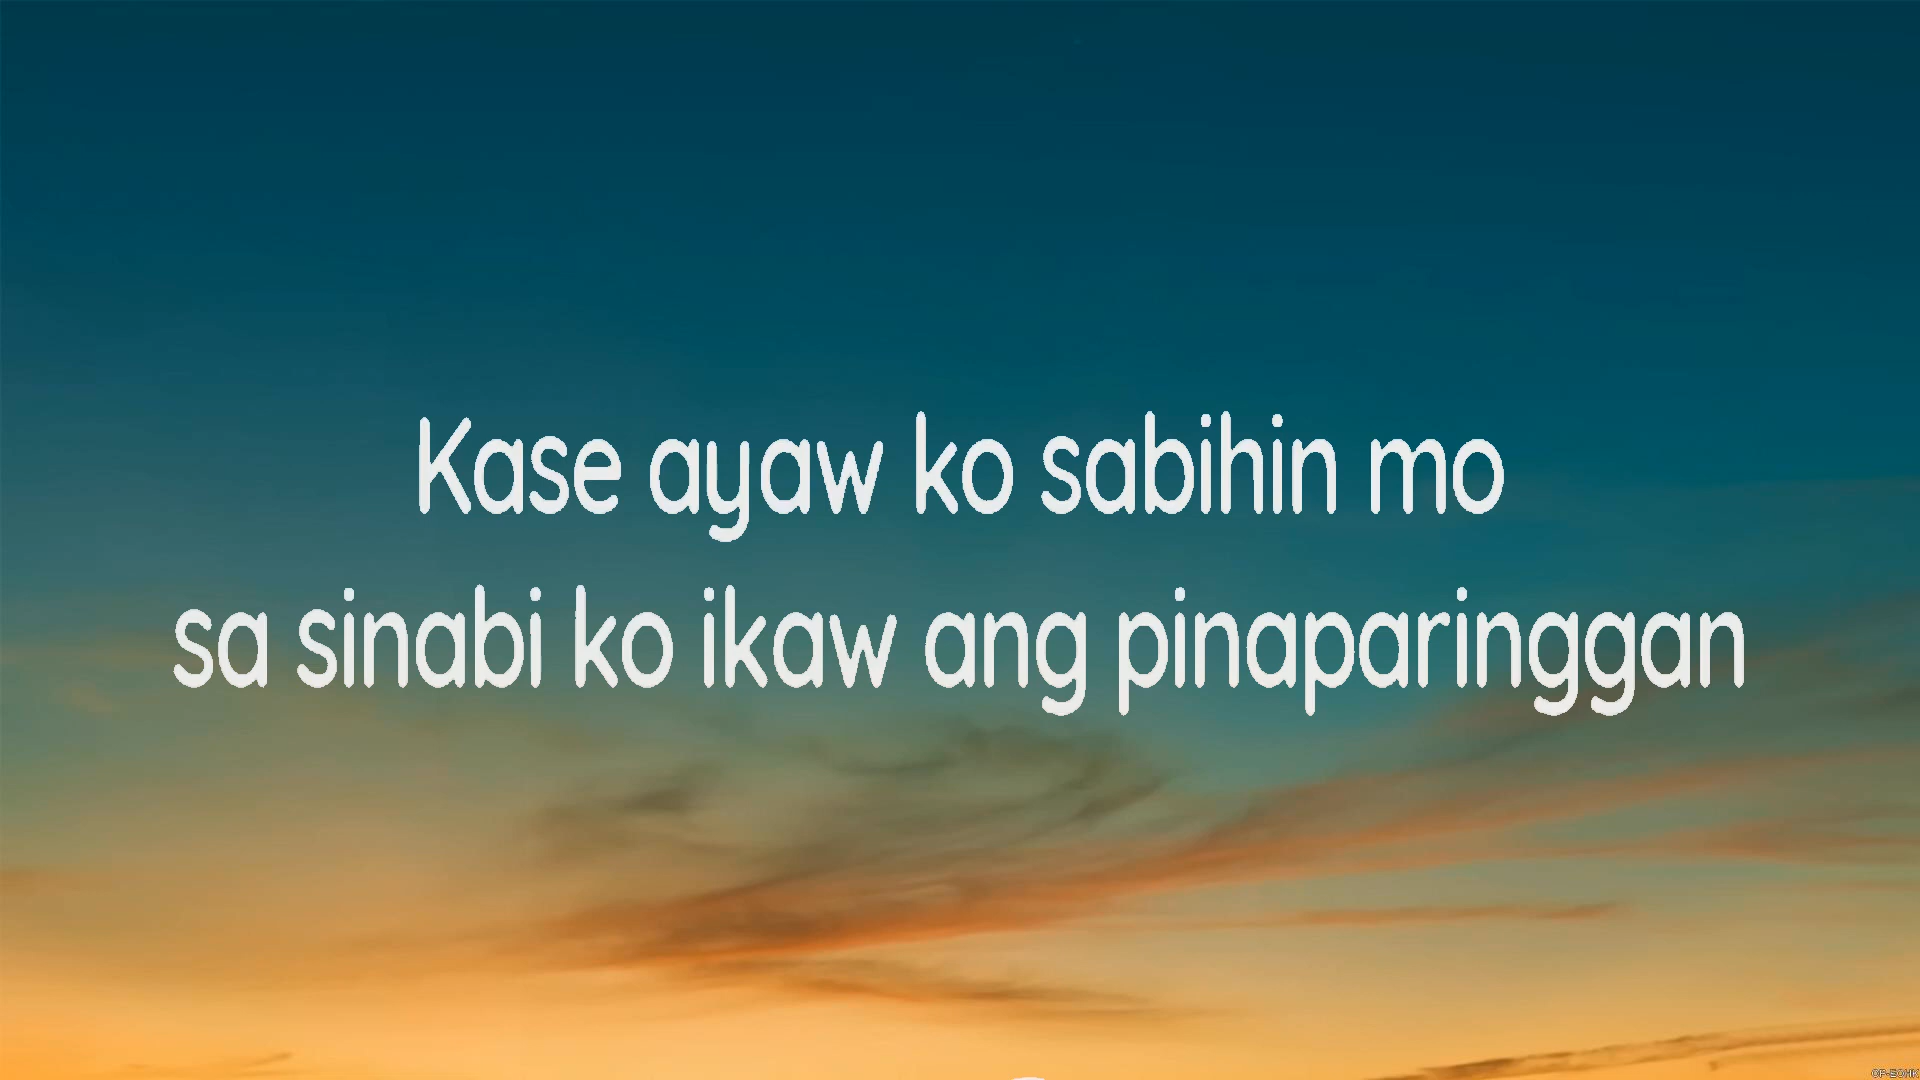 Kase ayaw ko sabihin mo
sa sinabi ko ikaw ang pinaparinggan